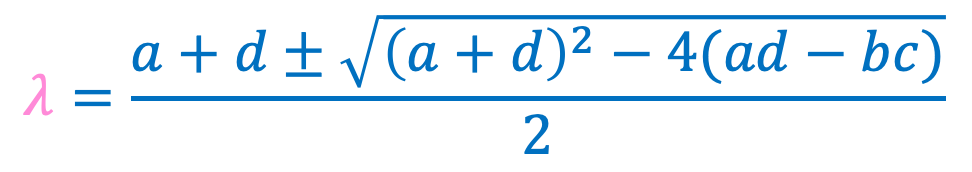 λ = (a + d ± √((a + d)² − 4(ad − bc))) / 2